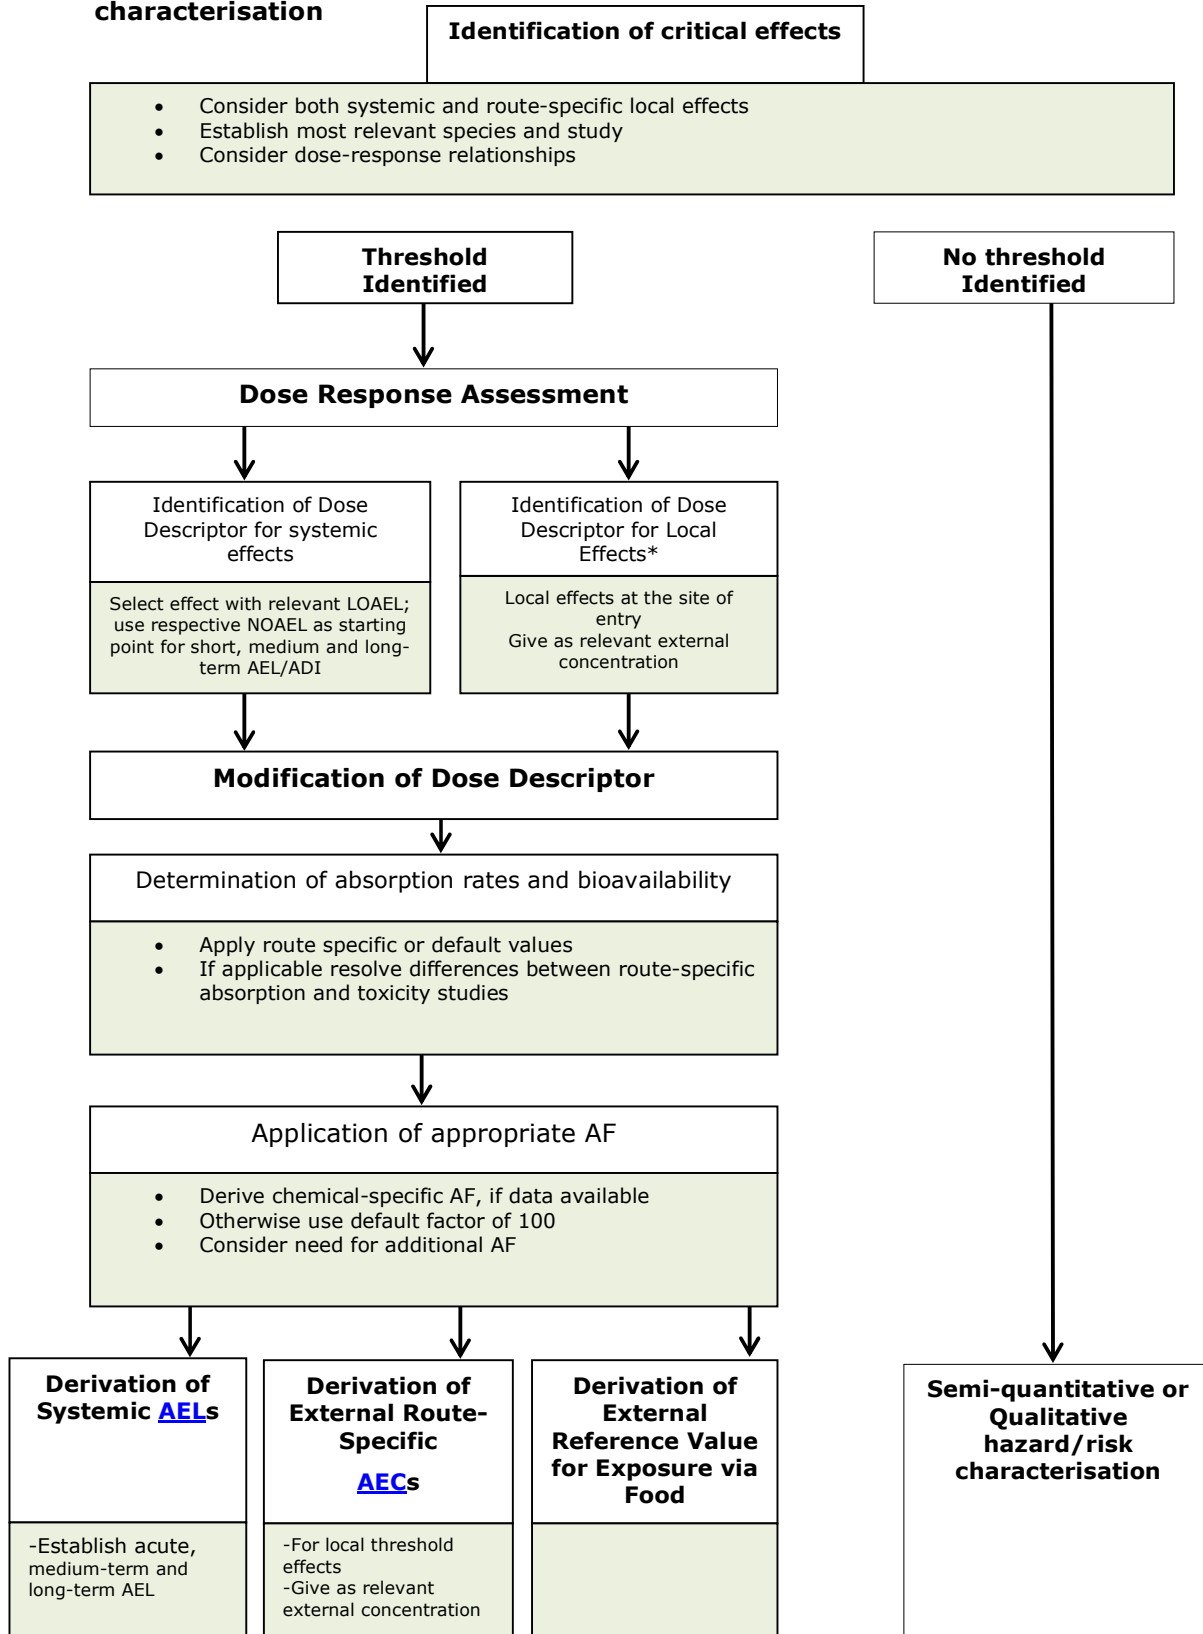 characterisation
Identification of critical effects
• Consider both systemic and route-specific local effects
• Establish most relevant species and study
• Consider dose-response relationships
Threshold
Identified
No threshold
Identified
Dose Response Assessment
Identification of Dose
Descriptor for systemic
effects
Select effect with relevant LOAEL;
use respective NOAEL as starting
point for short, medium and long-
term AEL/ADI
Identification of Dose
Descriptor for Local
Effects*
Local effects at the site of
entry
Give as relevant external
concentration
Modification of Dose Descriptor
Determination of absorption rates and bioavailability
• Apply route specific or default values
• If applicable resolve differences between route-specific
absorption and toxicity studies
Application of appropriate AF
• Derive chemical-specific AF, if data available
• Otherwise use default factor of 100
• Consider need for additional AF
Derivation of
Systemic AELs
-Establish acute,
medium-term and
long-term AEL
Derivation of
External Route-
Specific
AECs
-For local threshold
effects
-Give as relevant
external concentration
Derivation of
External
Reference Value
for Exposure via
Food
Semi-quantitative or
Qualitative
hazard/risk
characterisation